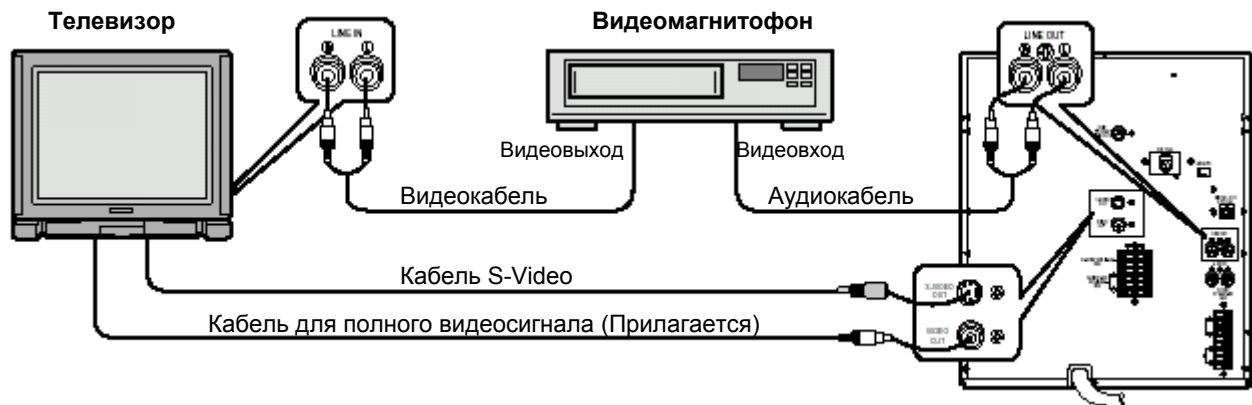 Телевизор
Видеомагнитофон
LINE IN
R L
LINE OUT
R L
Видеовыход
Видеовход
Видеокабель
Аудиокабель
Кабель S-Video
S-VIDEO
OUT
Кабель для полного видеосигнала (Прилагается)
VIDEO
OUT